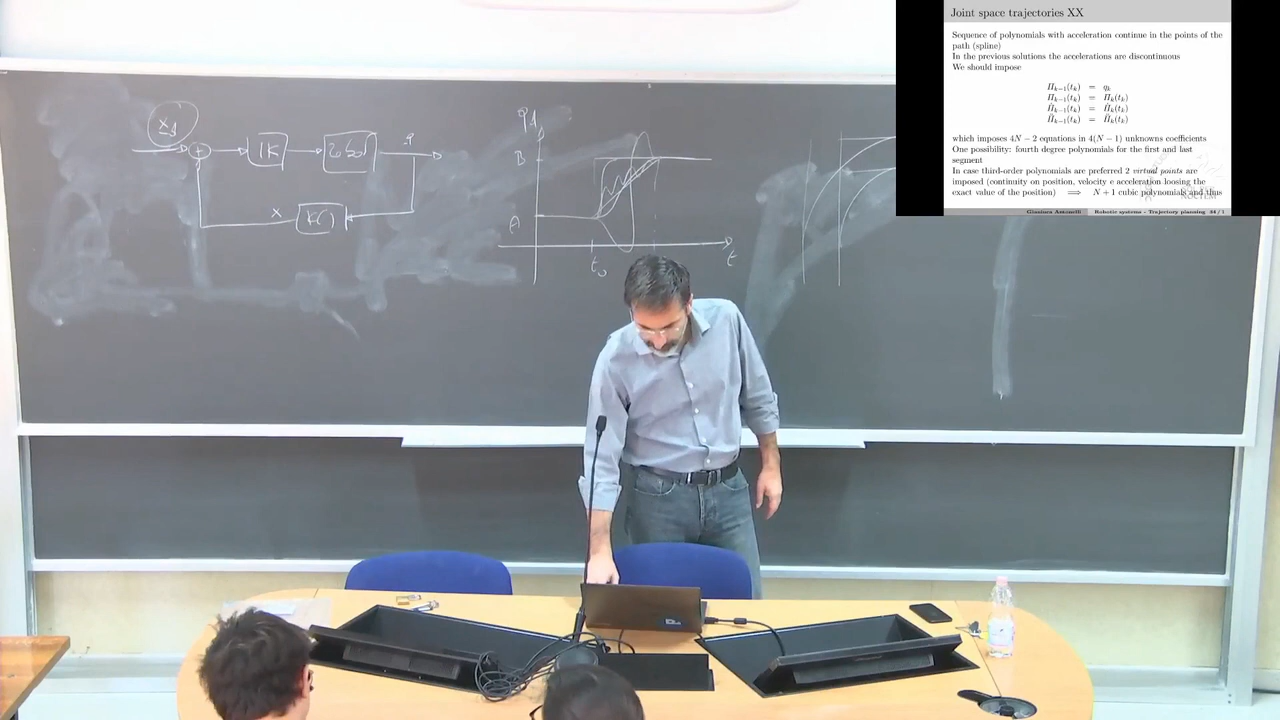 Joint space trajectories XX
Sequence of polynomials with acceleration continue in the points of the
path (spline)
In the previous solutions the accelerations are discontinuous
We should impose
Π_{k−1}(t_k) = q_k
Π_{k−1}(t_k) = Π_k(t_k)
Π̇_{k−1}(t_k) = Π̇_k(t_k)
Π̈_{k−1}(t_k) = Π̈_k(t_k)
which imposes 4N − 2 equations in 4(N − 1) unknowns coefficients
One possibility: fourth degree polynomials for the first and last
segment
In case third-order polynomials are preferred 2 virtual points are
imposed (continuity on position, velocity e acceleration loosing the
exact value of the position) ⟹ N + 1 cubic polynomials and thus
Gianluca Antonelli Robotic systems - Trajectory planning 34 / 1
x_d
+
K
q
x
K()
q_d
B
A
t_0
t